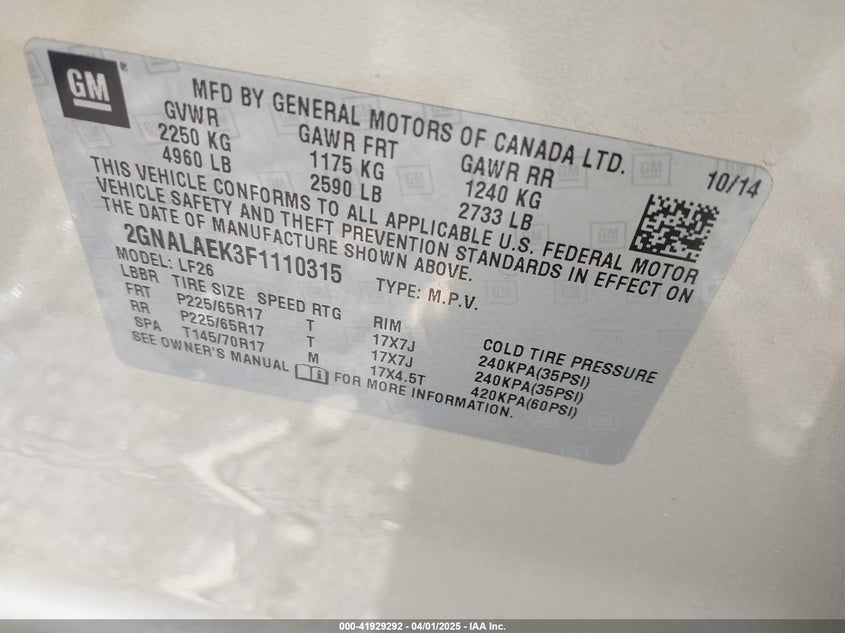 GM
MFD BY GENERAL MOTORS OF CANADA LTD.
10/14
GVWR GAWR FRT GAWR RR
2250 KG 1175 KG 1240 KG
4960 LB 2590 LB 2733 LB
THIS VEHICLE CONFORMS TO ALL APPLICABLE U.S. FEDERAL MOTOR
VEHICLE SAFETY AND THEFT PREVENTION STANDARDS IN EFFECT ON
THE DATE OF MANUFACTURE SHOWN ABOVE.
2GNALAEK3F1110315 TYPE: M.P.V.
MODEL: LF26
LBBR TIRE SIZE SPEED RTG RIM COLD TIRE PRESSURE
FRT P225/65R17 T 17X7J 240KPA(35PSI)
RR P225/65R17 T 17X7J 240KPA(35PSI)
SPA T145/70R17 M 17X4.5T 420KPA(60PSI)
SEE OWNER'S MANUAL FOR MORE INFORMATION.
000-41929292 - 04/01/2025 - IAA Inc.